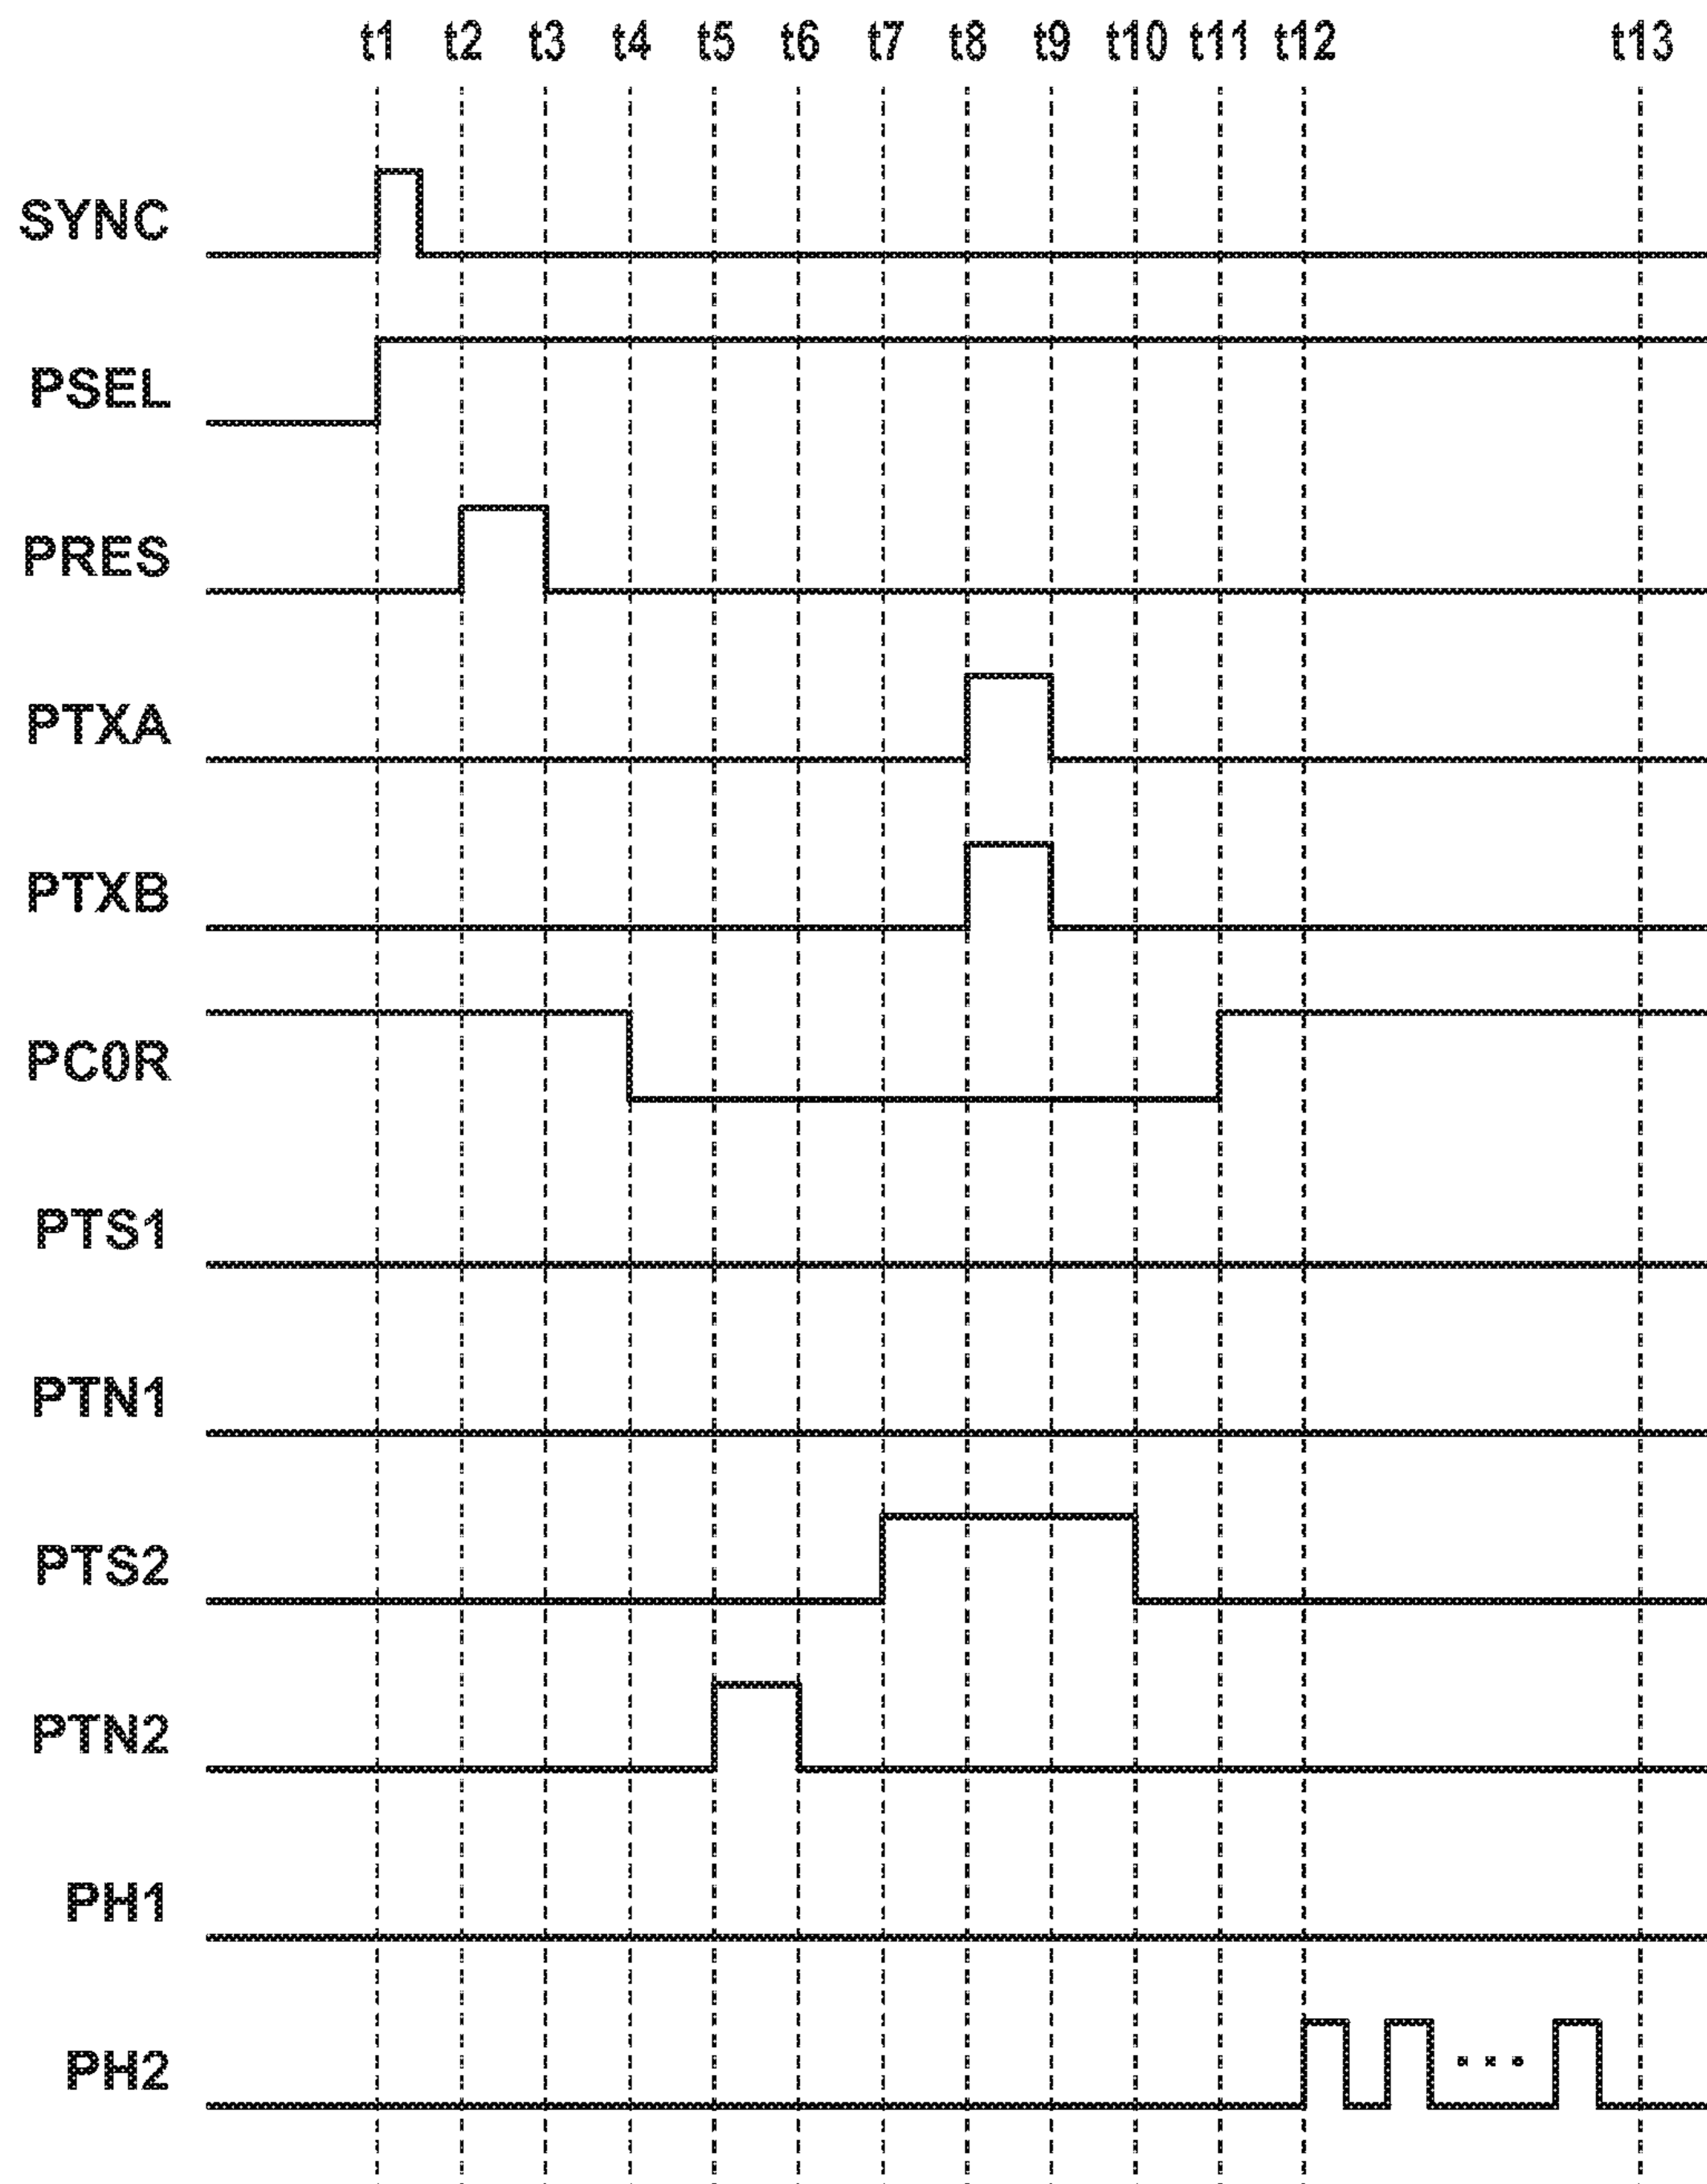 t1 t2 t3 t4 t5 t6 t7 t8 t9 t10 t11 t12 t13
SYNC
PSEL
PRES
PTXA
PTXB
PC0R
PTS1
PTN1
PTS2
PTN2
PH1
PH2